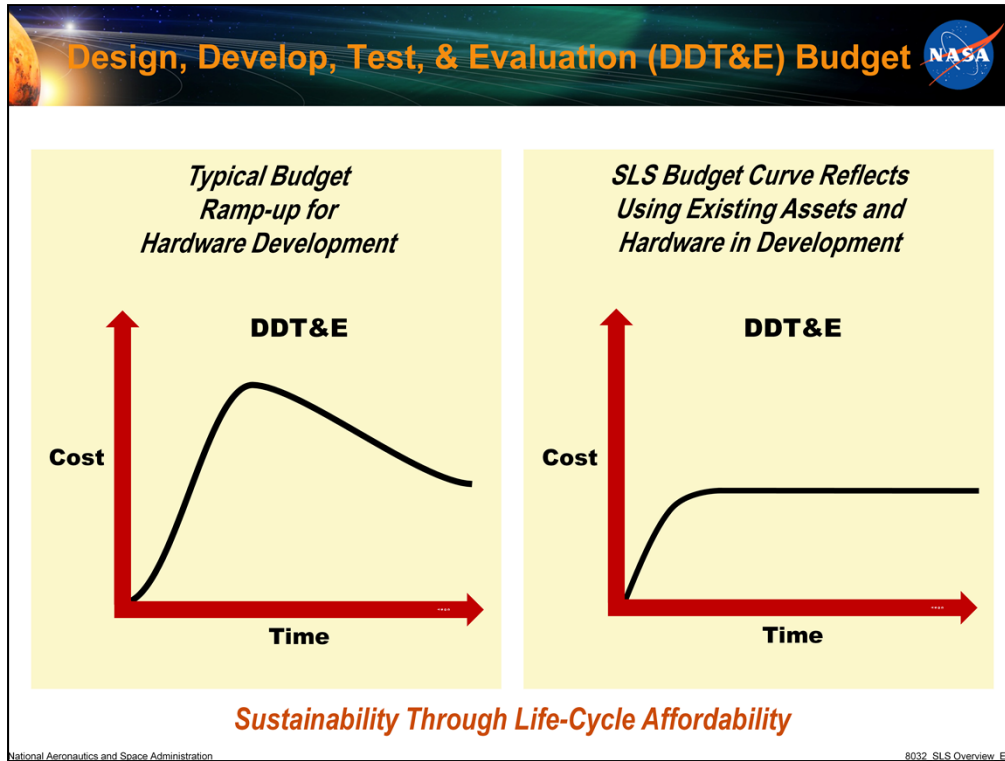 Design, Develop, Test, & Evaluation (DDT&E) Budget
NASA
Typical Budget
Ramp-up for
Hardware Development
DDT&E
Cost
Time
SLS Budget Curve Reflects
Using Existing Assets and
Hardware in Development
DDT&E
Cost
Time
Sustainability Through Life-Cycle Affordability
National Aeronautics and Space Administration
8032_SLS Overview_E